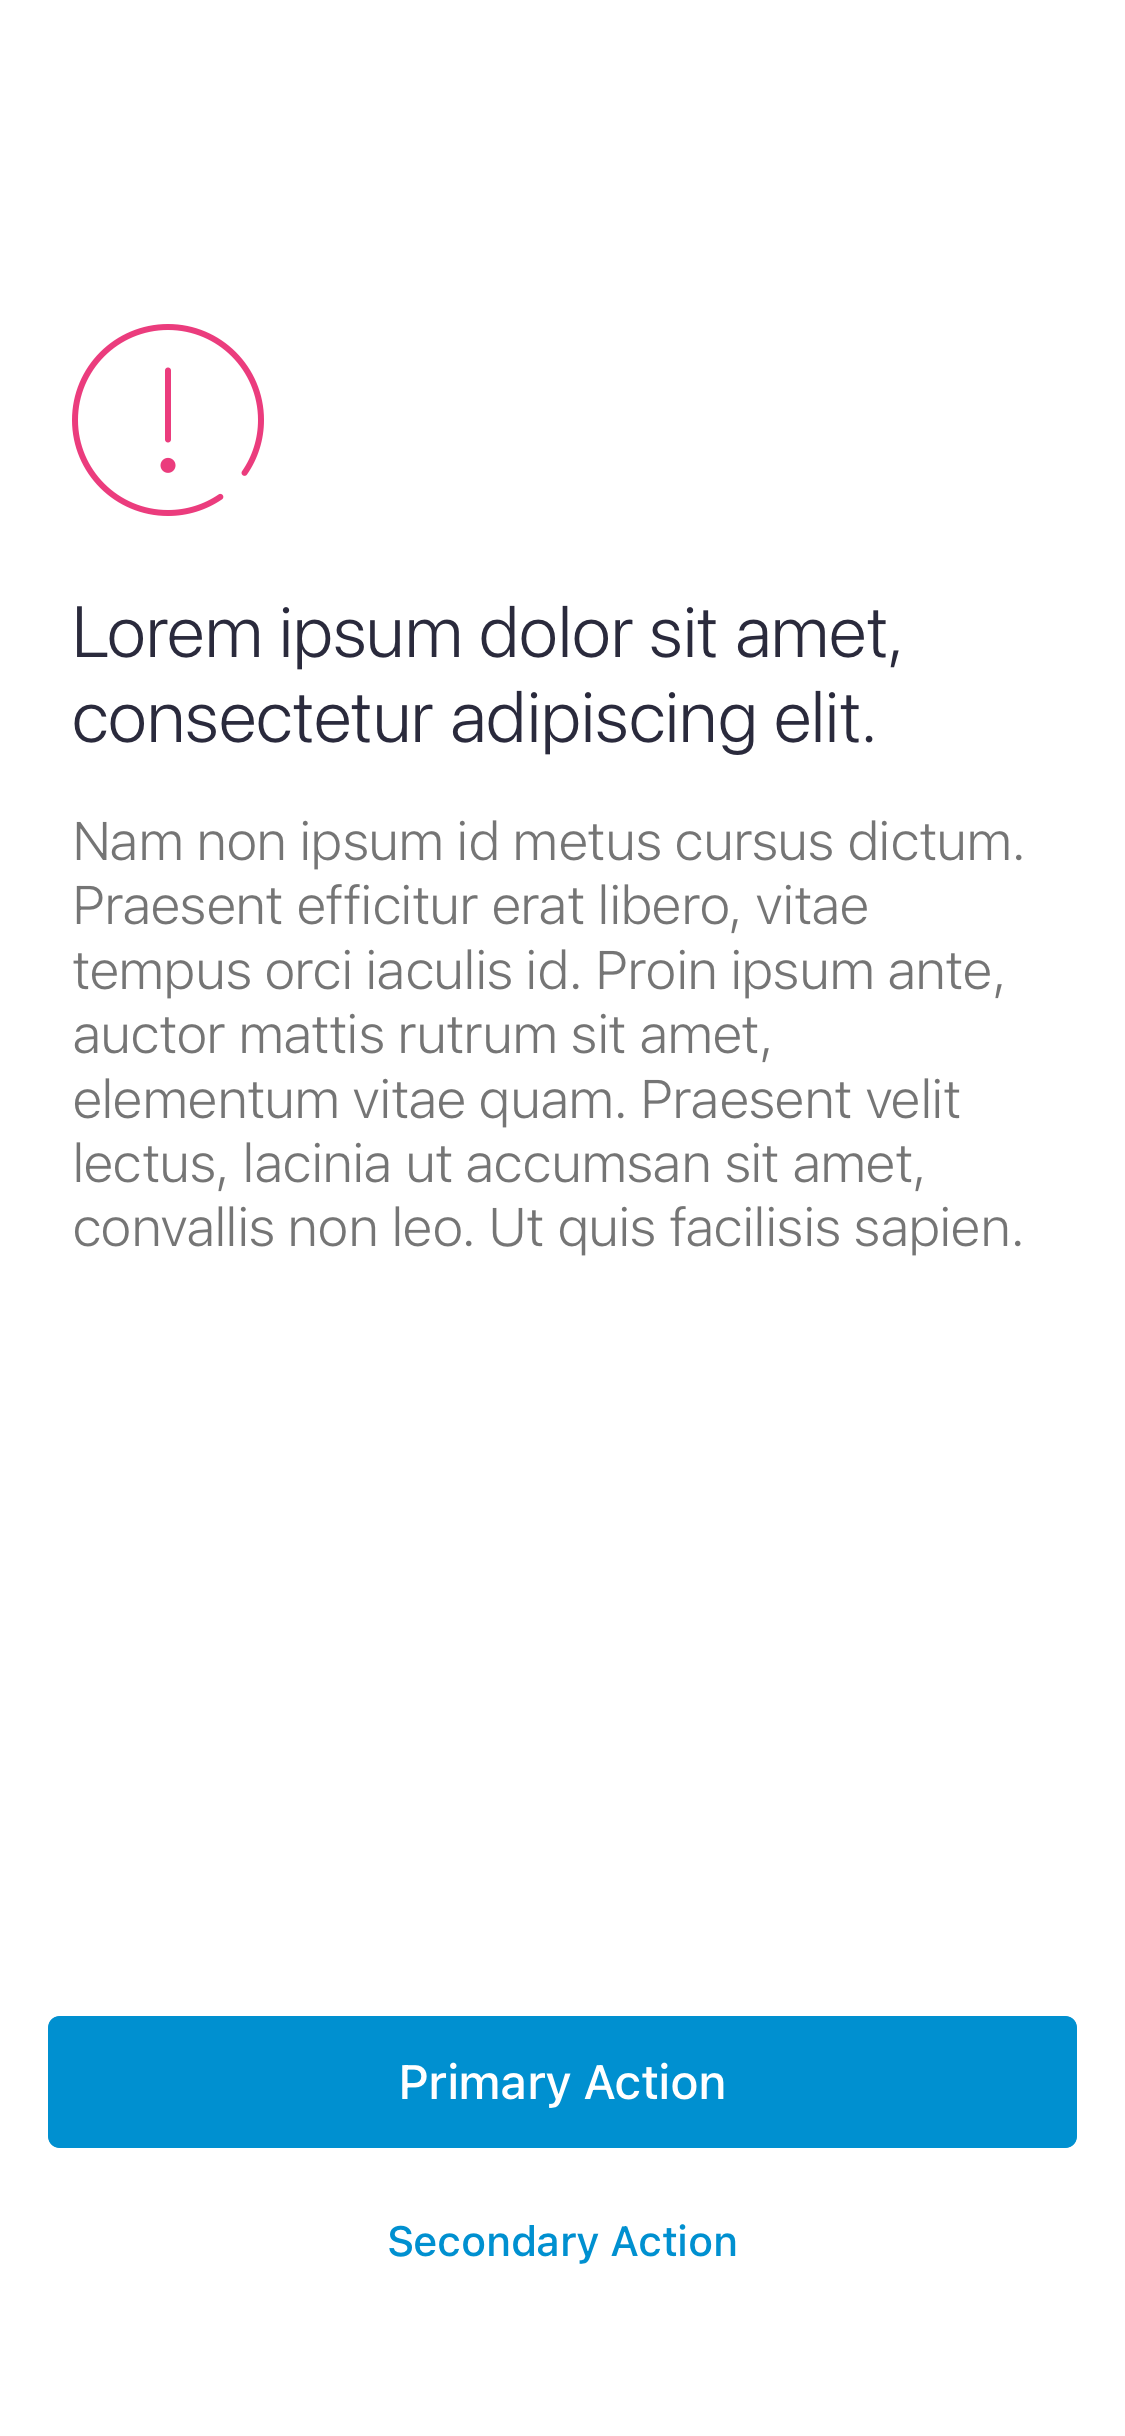 Lorem ipsum dolor sit amet,
consectetur adipiscing elit.
Nam non ipsum id metus cursus dictum.
Praesent efficitur erat libero, vitae
tempus orci iaculis id. Proin ipsum ante,
auctor mattis rutrum sit amet,
elementum vitae quam. Praesent velit
lectus, lacinia ut accumsan sit amet,
convallis non leo. Ut quis facilisis sapien.
Primary Action
Secondary Action